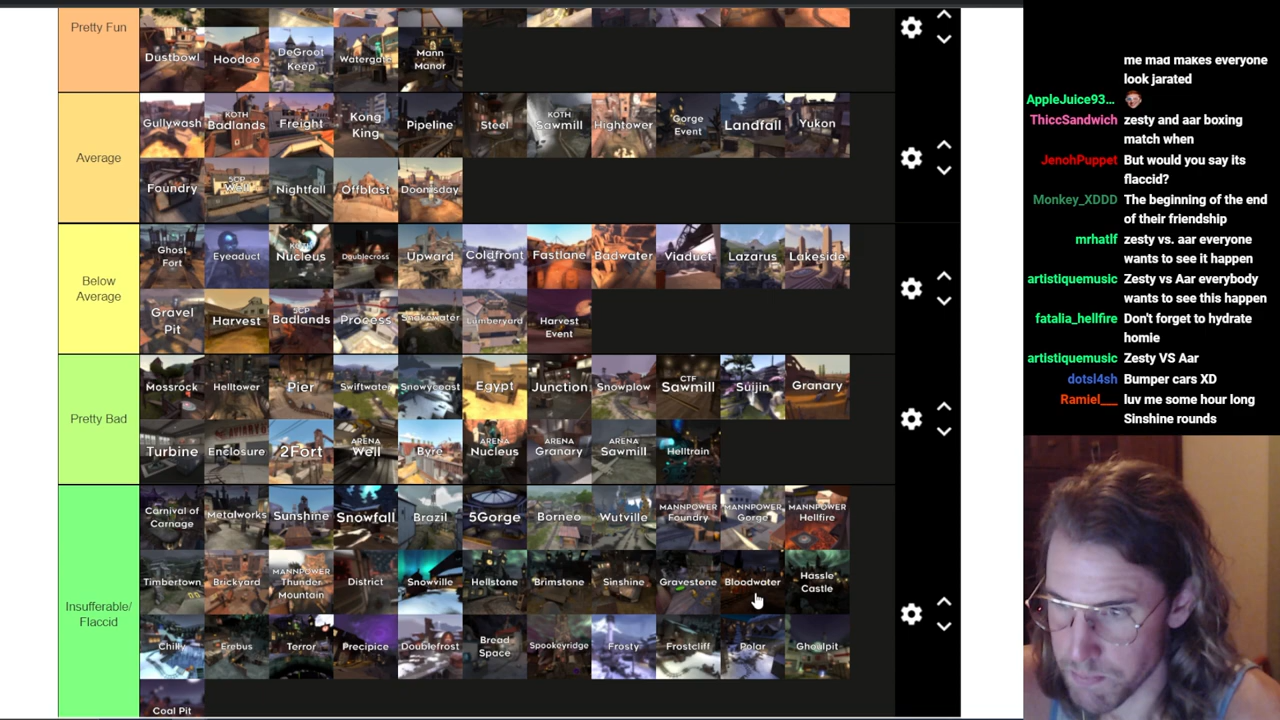 Pretty Fun
Dustbowl
Hoodoo
DeGroot
Keep
Watergate
Mann
Manor
Average
Gullywash
KOTH
Badlands
Freight
Kong
King
Pipeline
Steel
KOTH
Sawmill
Hightower
Gorge
Event
Landfall
Yukon
Foundry
5CP
Well
Nightfall
Offblast
Doomsday
Below
Average
Ghost
Fort
Eyeaduct
KOTH
Nucleus
Doublecross
Upward
Coldfront
Fastlane
Badwater
Viaduct
Lazarus
Lakeside
Gravel
Pit
Harvest
5CP
Badlands
Process
Snakewater
Lumberyard
Harvest
Event
Pretty Bad
Mossrock
Helltower
Pier
Swiftwater
Snowycoast
Egypt
Junction
Snowplow
CTF
Sawmill
Suijin
Granary
Turbine
Enclosure
2Fort
ARENA
Well
Byre
ARENA
Nucleus
ARENA
Granary
ARENA
Sawmill
Helltrain
Insufferable/
Flaccid
Carnival of
Carnage
Metalworks
Sunshine
Snowfall
Brazil
5Gorge
Borneo
Wutville
MANNPOWER
Foundry
MANNPOWER
Gorge
MANNPOWER
Hellfire
Timbertown
Brickyard
MANNPOWER
Thunder
Mountain
District
Snowville
Hellstone
Brimstone
Sinshine
Gravestone
Bloodwater
Hassle
Castle
Chilly
Erebus
Terror
Precipice
Doublefrost
Bread
Space
Spookeyridge
Frosty
Frostcliff
Polar
Ghoulpit
Coal Pit
me mad makes everyone
look jarated
AppleJuice93...
ThiccSandwich zesty and aar boxing
match when
JenohPuppet But would you say its
flaccid?
Monkey_XDDD The beginning of the end
of their friendship
mrhatlf zesty vs. aar everyone
wants to see it happen
artistiquemusic Zesty vs Aar everybody
wants to see this happen
fatalia_hellfire Don't forget to hydrate
homie
artistiquemusic Zesty VS Aar
dotsl4sh Bumper cars XD
Ramiel___ luv me some hour long
Sinshine rounds